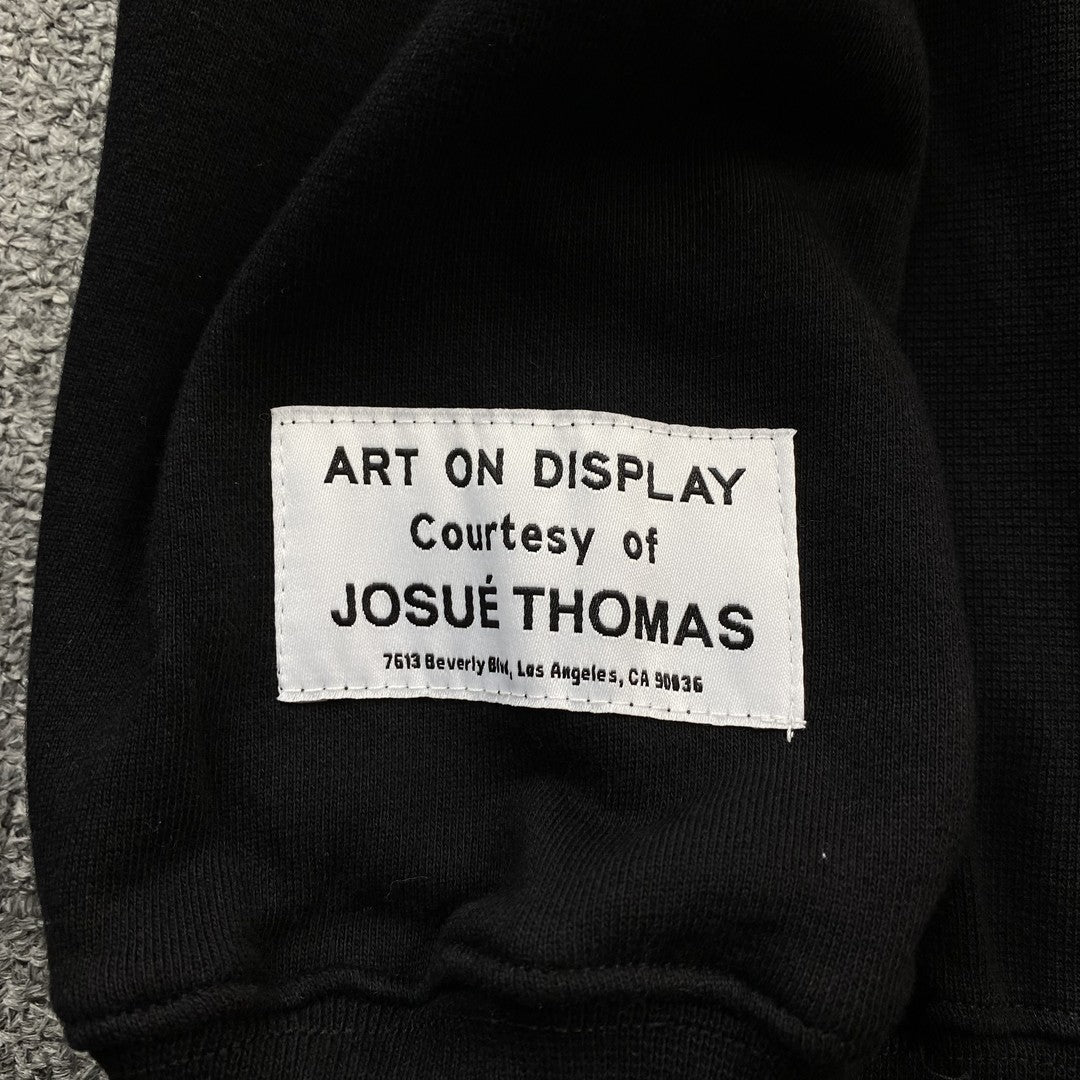 ART ON DISPLAY
Courtesy of
JOSUÉ THOMAS
7613 Beverly Blvd, Los Angeles, CA 90036